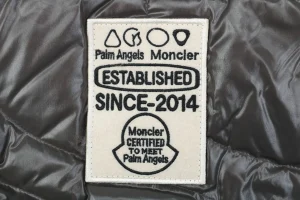 Palm Angels Moncler
ESTABLISHED
SINCE-2014
Moncler
CERTIFIED
TO MEET
Palm Angels